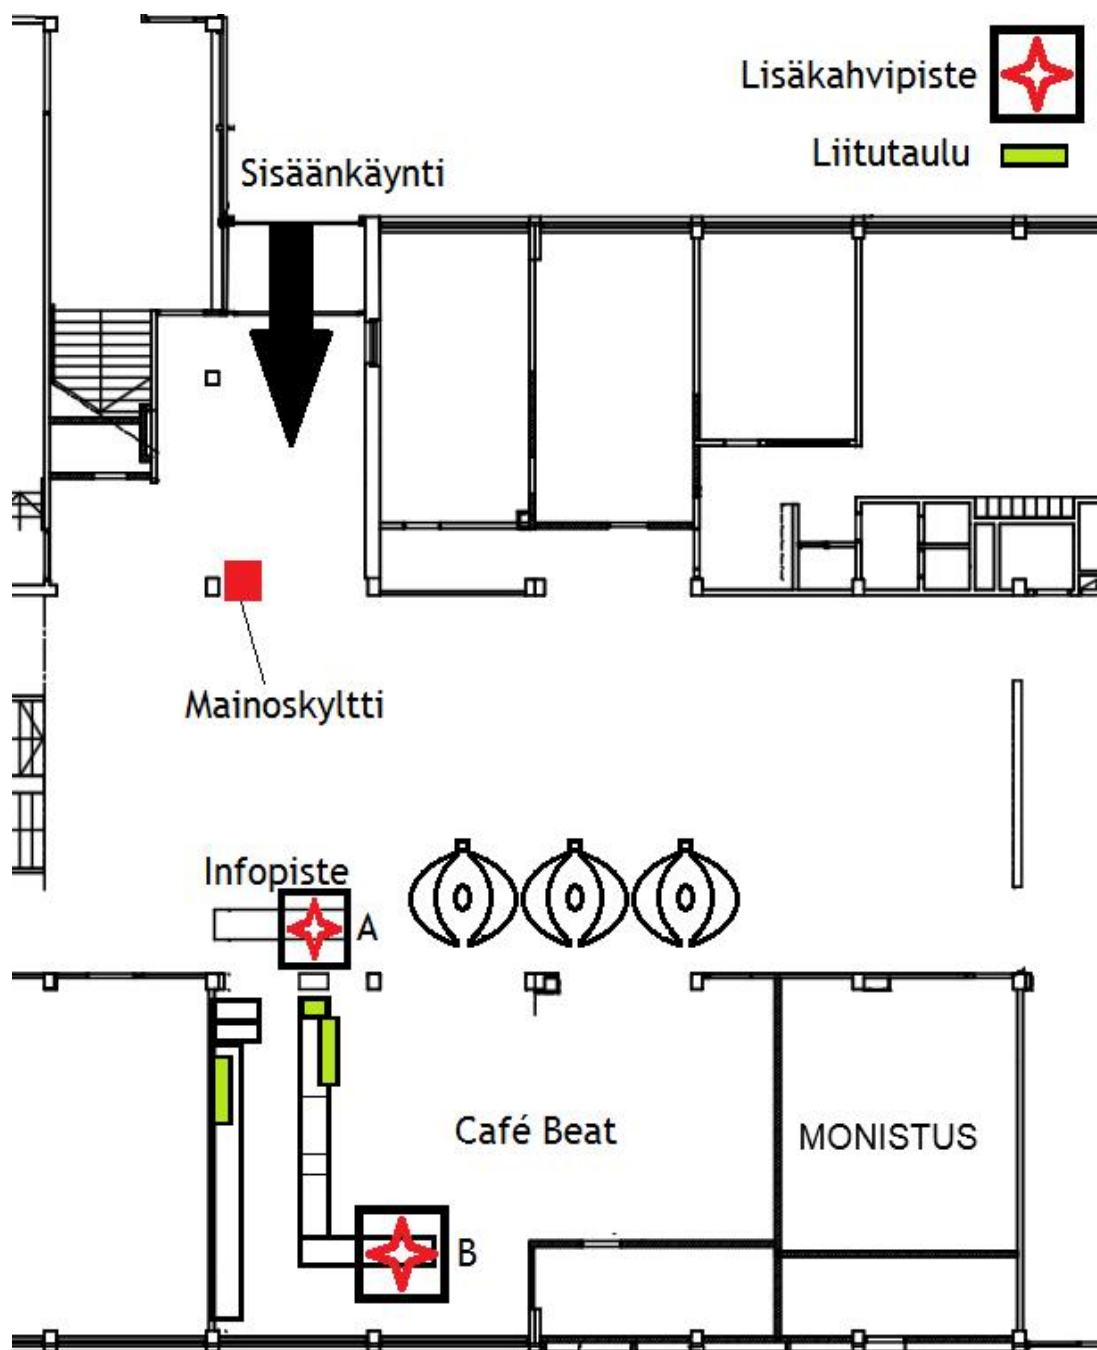 Lisäkahvipiste
Liitutaulu
Sisäänkäynti
Mainoskyltti
Infopiste
A
Café Beat
MONISTUS
B